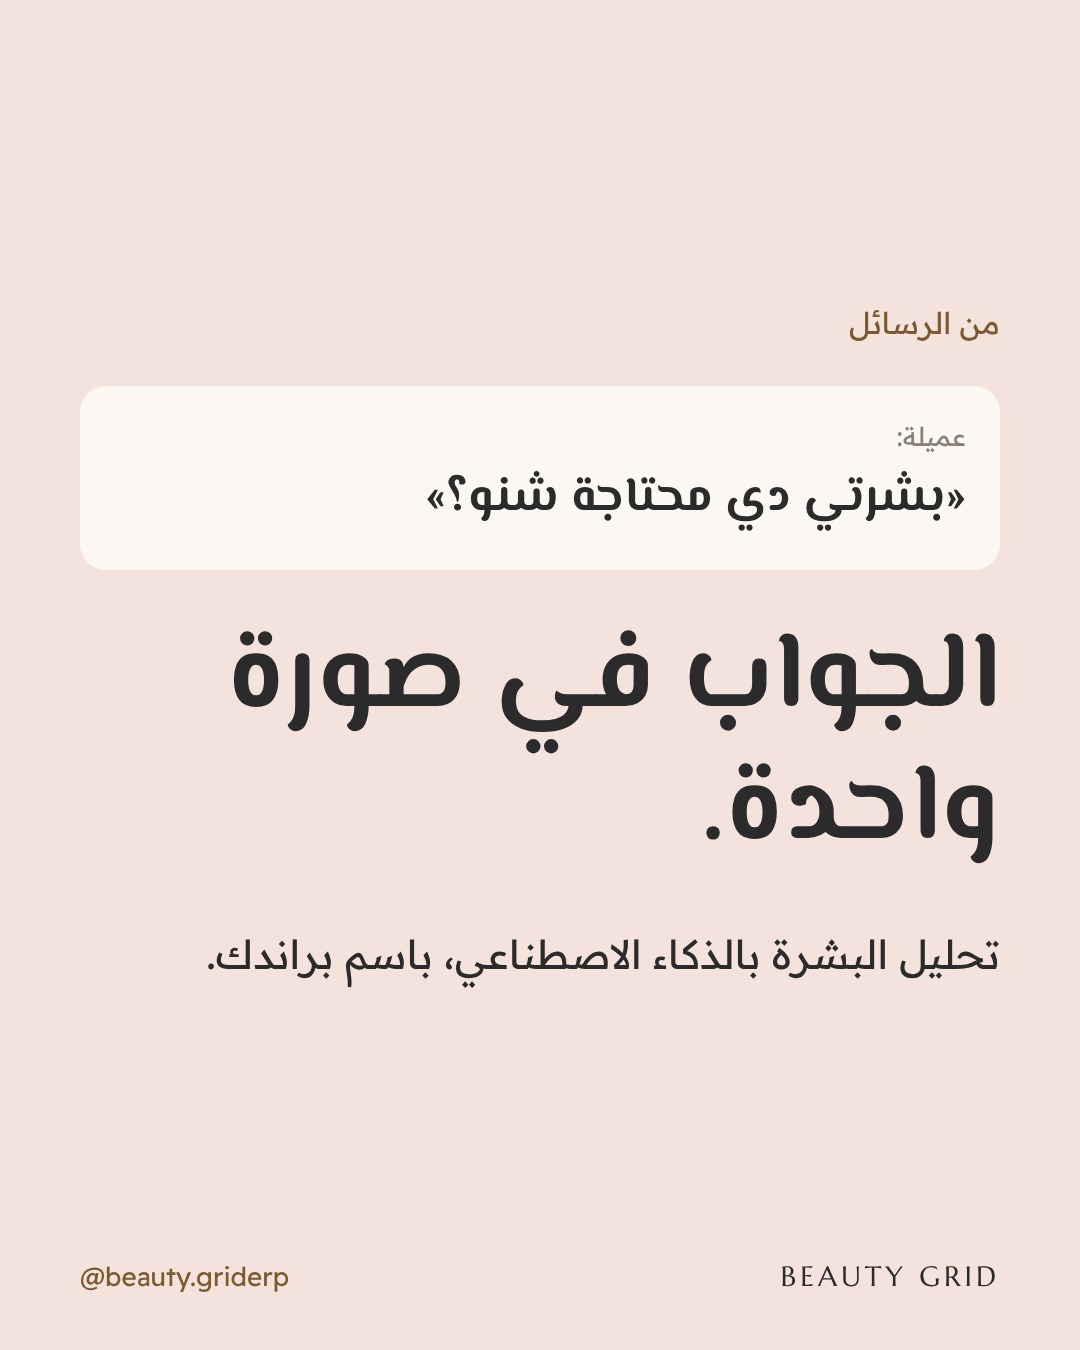 من الرسائل
عميلة:
«بشرتي دي محتاجة شنو؟»
الجواب في صورة
واحدة.
تحليل البشرة بالذكاء الاصطناعي، باسم براندك.
@beauty.griderp
BEAUTY GRID